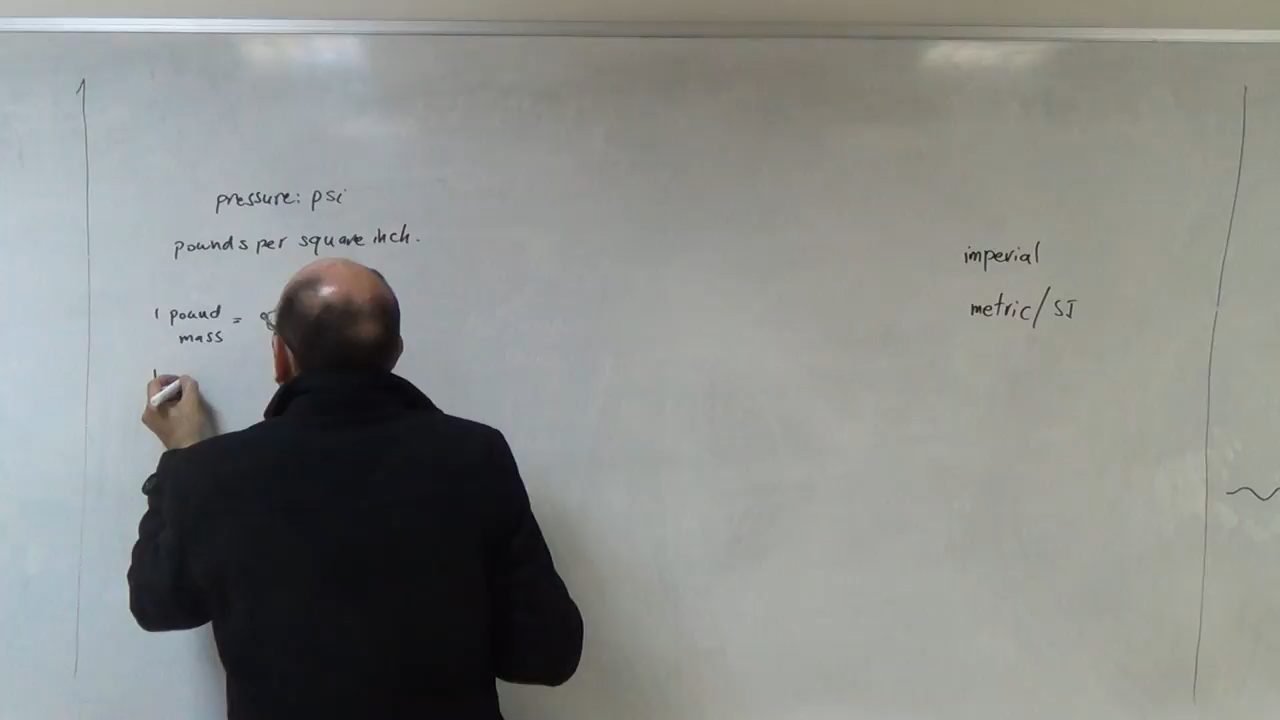 pressure: psi
pounds per square inch.
1 pound =
mass
imperial
metric/SI